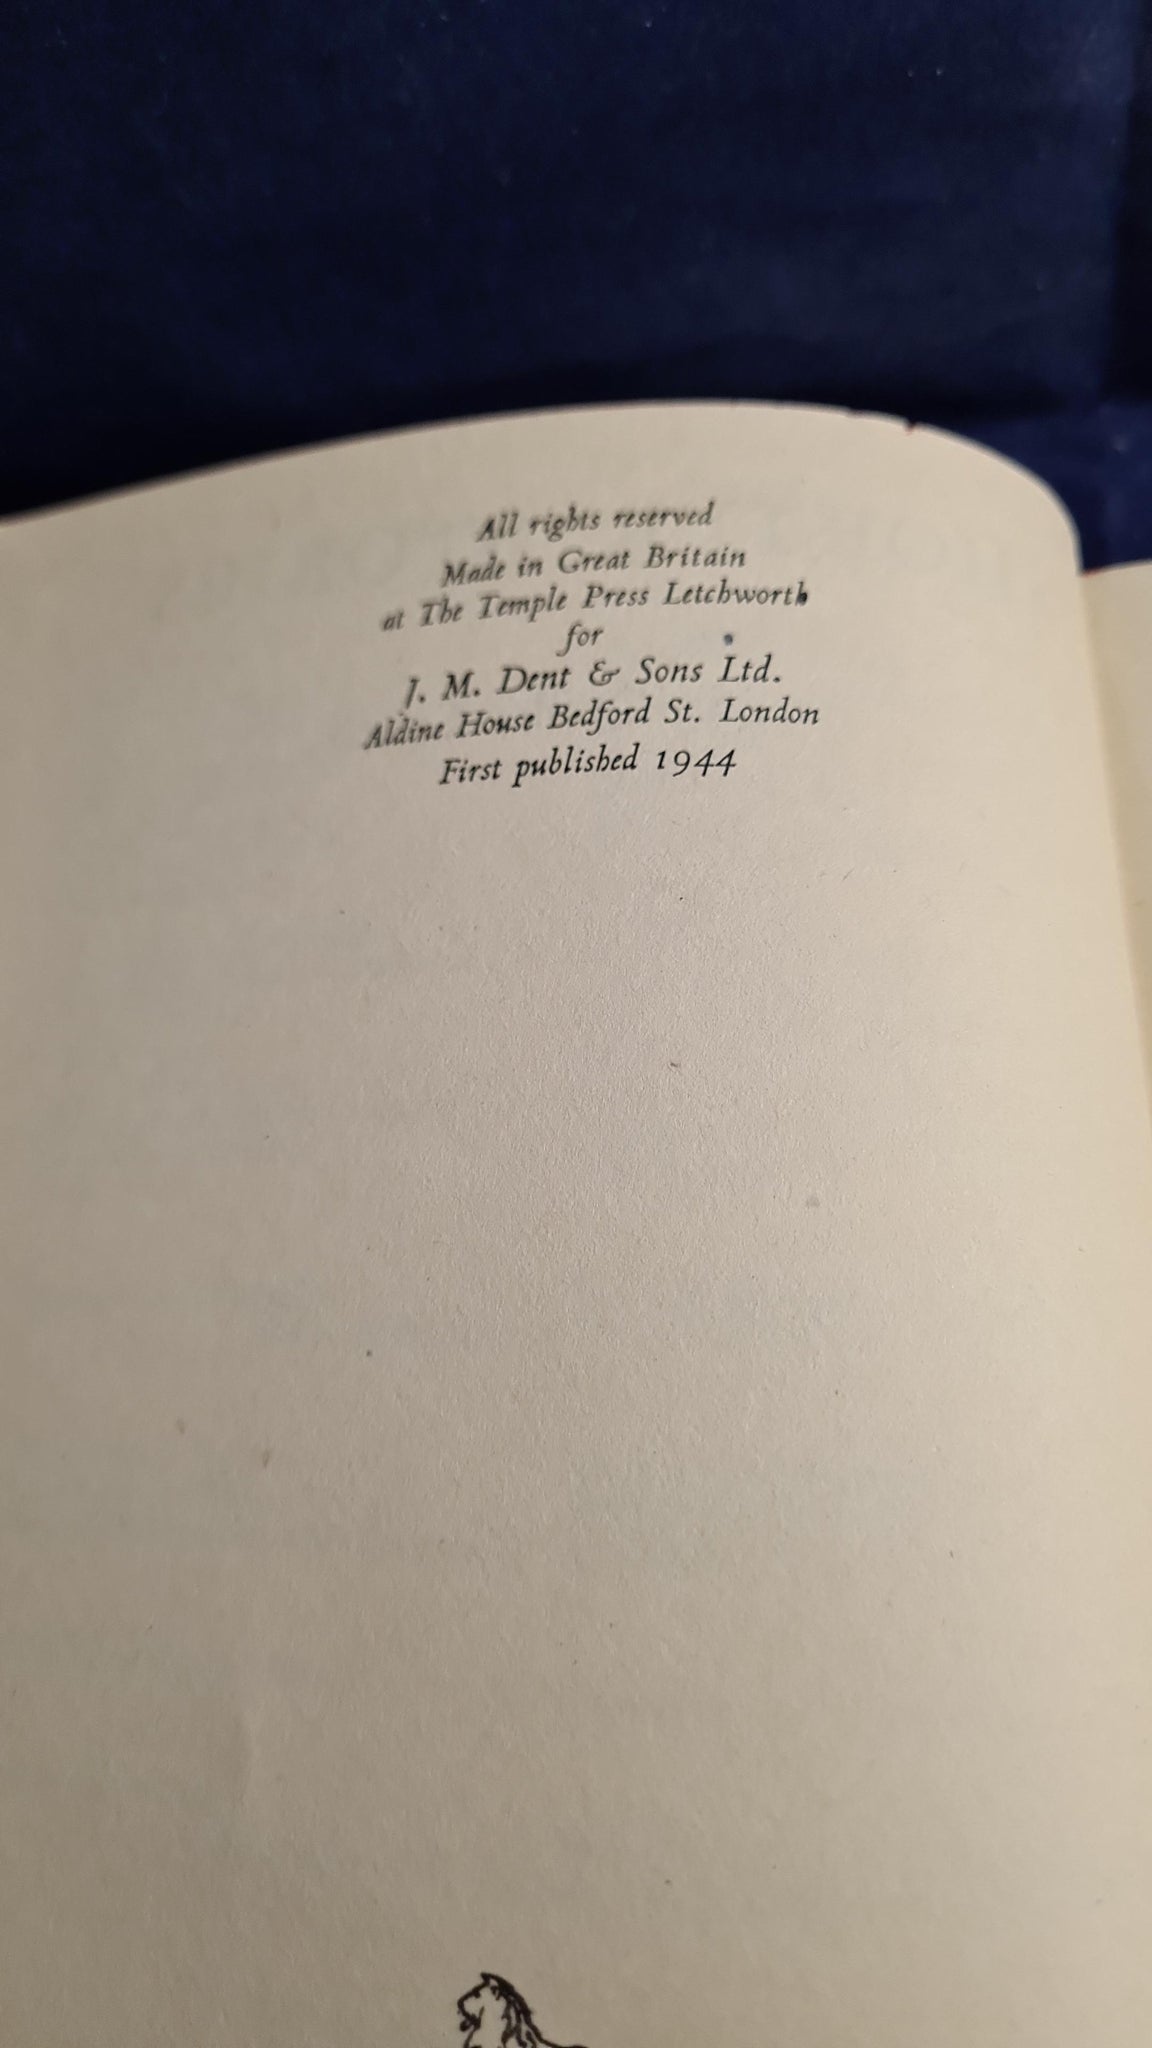 All rights reserved
Made in Great Britain
at The Temple Press Letchworth
for
J. M. Dent & Sons Ltd.
Aldine House Bedford St. London
First published 1944